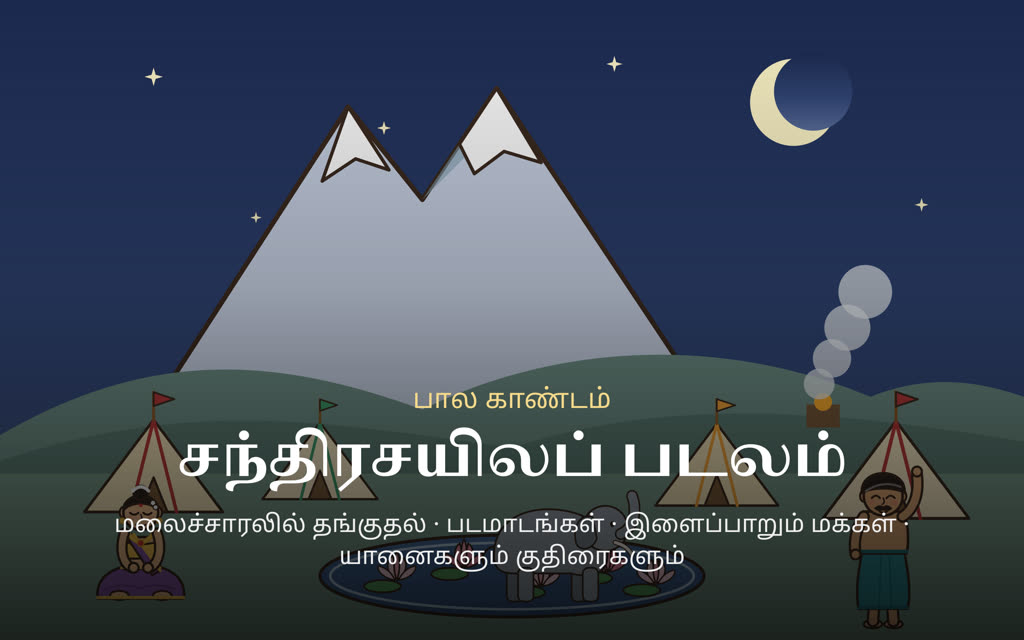 பால காண்டம்
சந்திரசயிலப் படலம்
மலைச்சாரலில் தங்குதல் · படமாடங்கள் · இளைப்பாறும் மக்கள் ·
யானைகளும் குதிரைகளும்